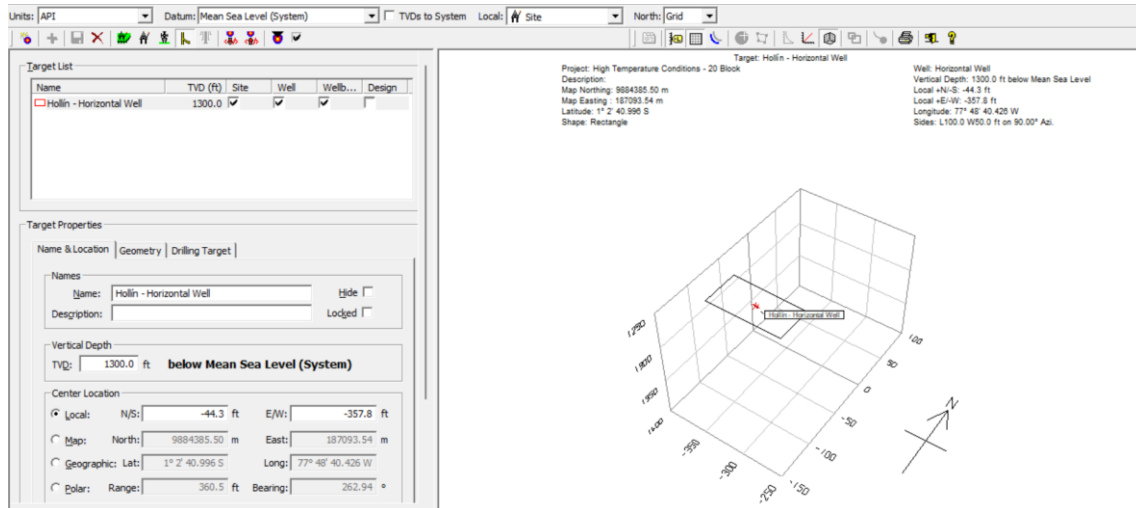 Units: API Datum: Mean Sea Level (System) TVDs to System Local: Site North: Grid
Target List
Name TVD (ft) Site Well Wellb... Design
Hollín - Horizontal Well 1300.0
Target Properties
Name & Location Geometry Drilling Target
Names
Name: Hollín - Horizontal Well Hide
Description: Locked
Vertical Depth
TVD: 1300.0 ft below Mean Sea Level (System)
Center Location
Local: N/S: -44.3 ft E/W: -357.8 ft
Map: North: 9884385.50 m East: 187093.54 m
Geographic: Lat: 1° 2' 40.996 S Long: 77° 48' 40.426 W
Polar: Range: 360.5 ft Bearing: 262.94 °
Target: Hollín - Horizontal Well
Project: High Temperature Conditions - 20 Block
Description:
Map Northing: 9884385.50 m
Map Easting : 187093.54 m
Latitude: 1° 2' 40.996 S
Shape: Rectangle
Well: Horizontal Well
Vertical Depth: 1300.0 ft below Mean Sea Level
Local +N/-S: -44.3 ft
Local +E/-W: -357.8 ft
Longitude: 77° 48' 40.426 W
Sides: L100.0 W50.0 ft on 90.00° Azi.
Hollín - Horizontal Well
1250
1300
1350
1400
-350
-300
-250
-150
-100
-50
0
50
100
N